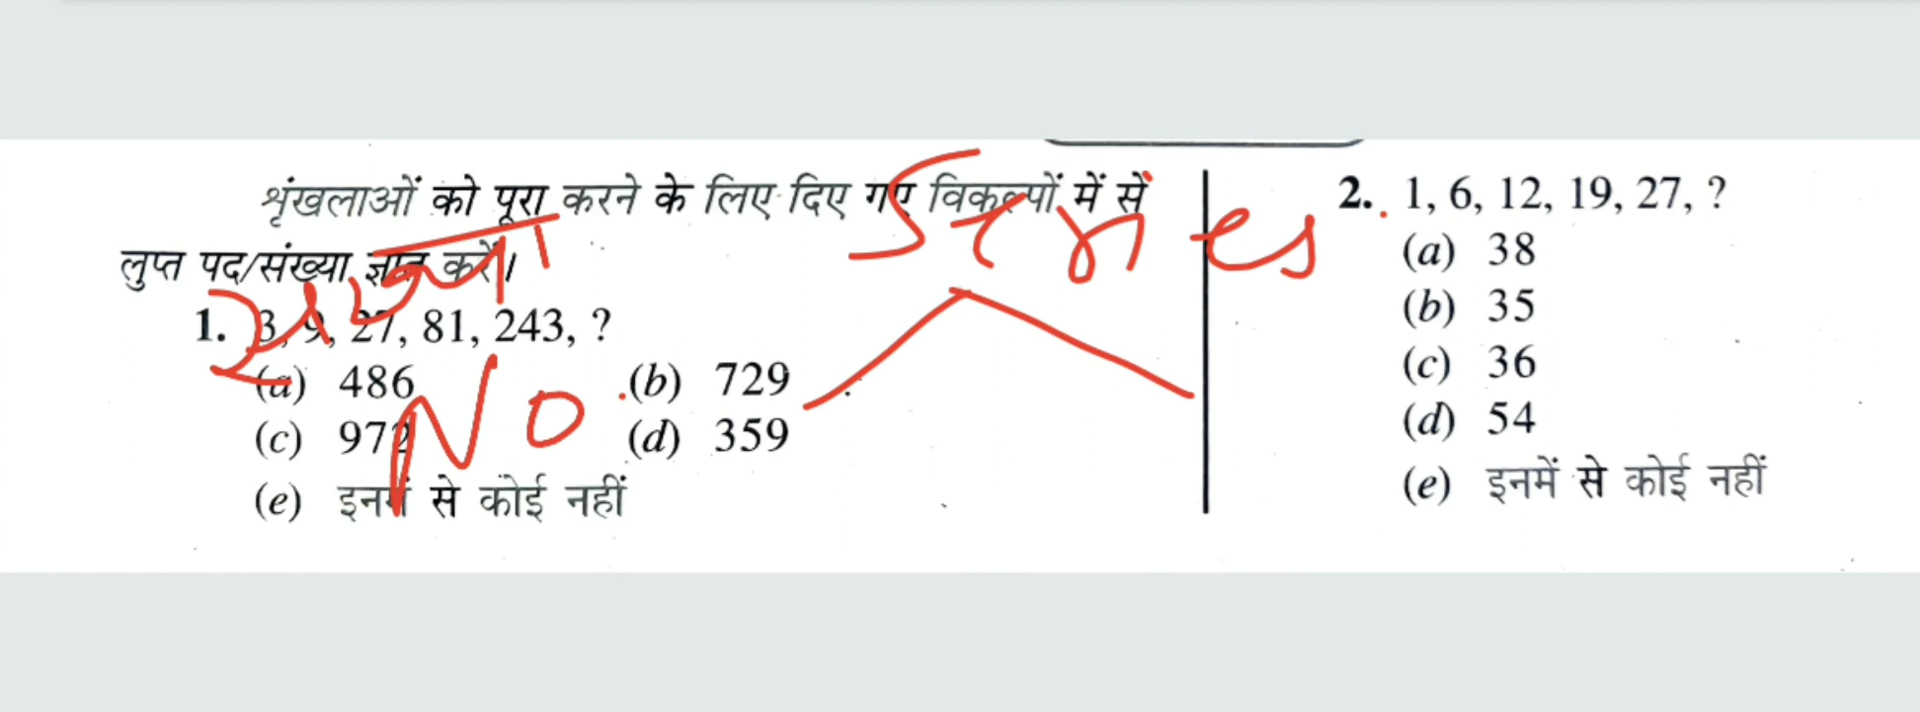 शृंखलाओं को पूरा करने के लिए दिए गए विकल्पों में सें
लुप्त पद/संख्या ज्ञात करें।
1. 3, 9, 27, 81, 243, ?
(a) 486 (b) 729
(c) 972 (d) 359
(e) इनमें से कोई नहीं
Series
संख्या
NO
2. 1, 6, 12, 19, 27, ?
(a) 38
(b) 35
(c) 36
(d) 54
(e) इनमें से कोई नहीं